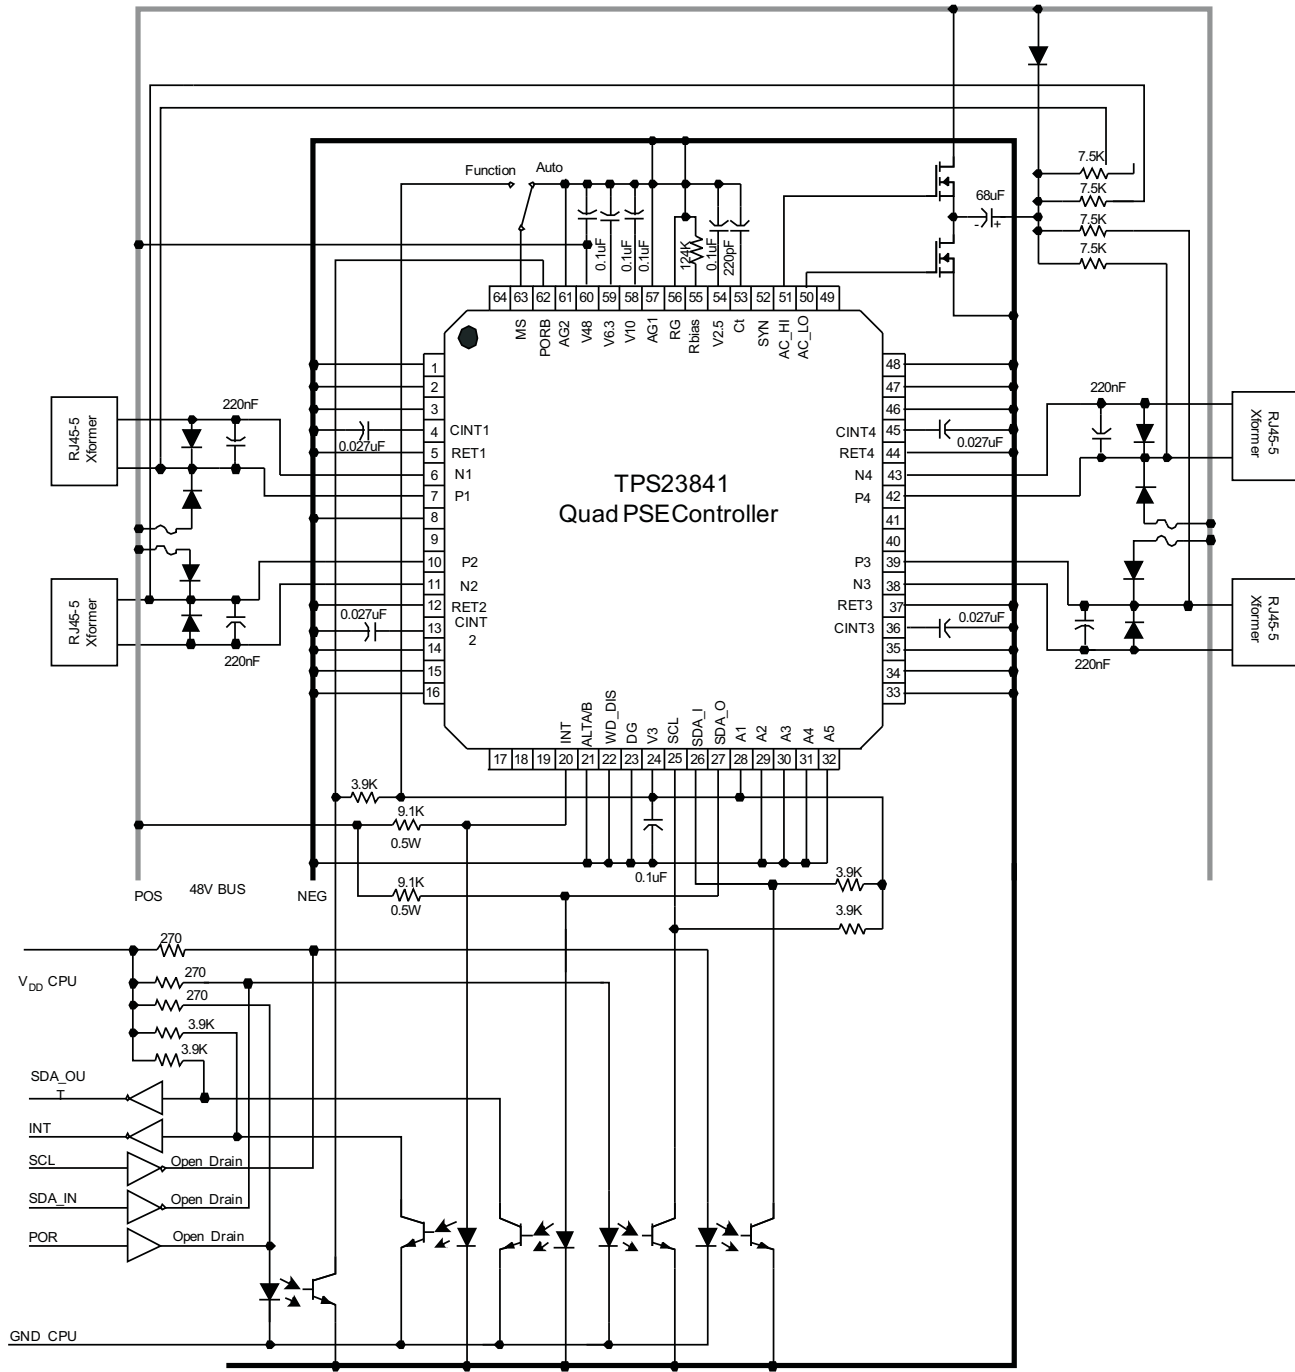 7.5K
7.5K
7.5K
7.5K
68uF
- +
Function Auto
0.1uF
0.1uF
0.1uF
124K
0.1uF
220pF
64 63 62 61 60 59 58 57 56 55 54 53 52 51 50 49
MS
PORB
AG2
V48
V6.3
V10
AG1
RG
Rbias
V2.5
Ct
SYN
AC_HI
AC_LO
TPS23841
Quad PSE Controller
RJ45-5
Xformer
220nF
RJ45-5
Xformer
220nF
0.027uF
0.027uF
1
2
3
4 CINT1
5 RET1
6 N1
7 P1
8
9
10 P2
11 N2
12 RET2
13 CINT
2
14
15
16
48
47
46
CINT4 45
RET4 44
N4 43
P4 42
41
40
P3 39
N3 38
RET3 37
CINT3 36
35
34
33
0.027uF
0.027uF
220nF
RJ45-5
Xformer
220nF
RJ45-5
Xformer
INT
ALTA/B
WD_DIS
DG
V3
SCL
SDA_I
SDA_O
A1
A2
A3
A4
A5
17 18 19 20 21 22 23 24 25 26 27 28 29 30 31 32
3.9K
9.1K
0.5W
0.1uF
9.1K
0.5W
3.9K
3.9K
POS 48V BUS NEG
270
VDD CPU
270
270
3.9K
3.9K
SDA_OU
T
INT
SCL Open Drain
SDA_IN Open Drain
POR Open Drain
GND CPU